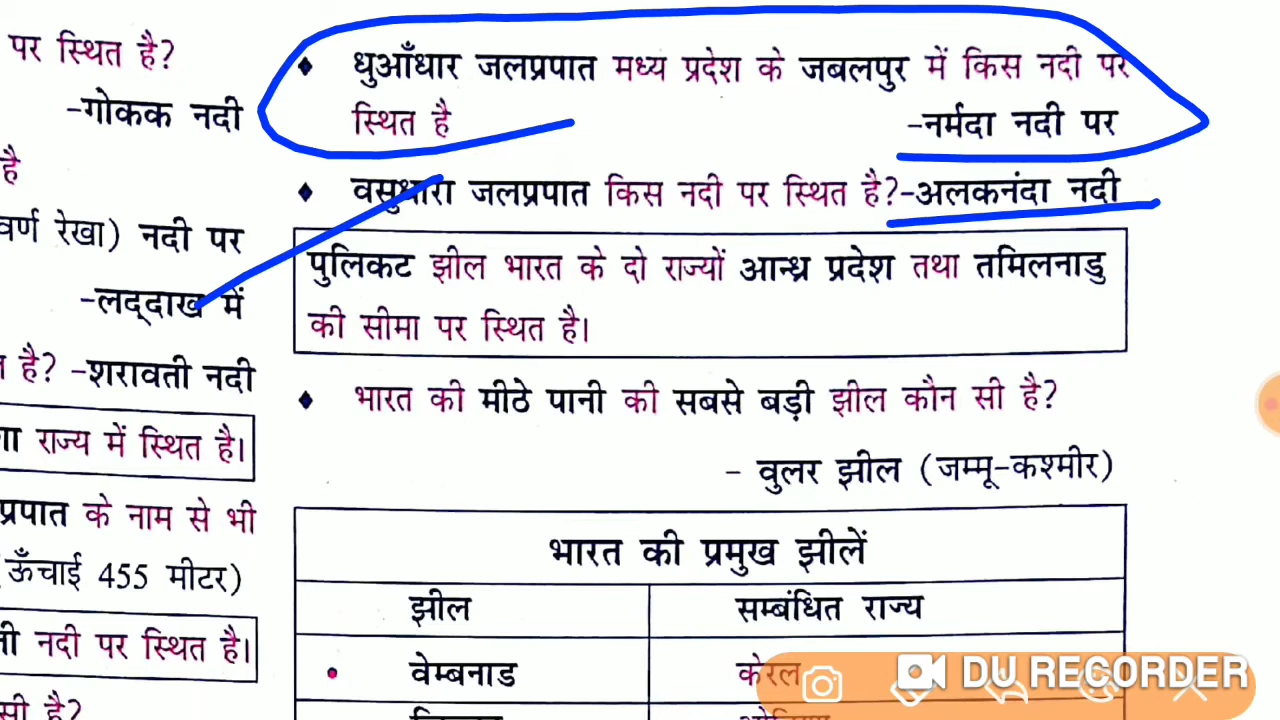 पर स्थित है?
-गोकक नदी
है
वर्ण रेखा) नदी पर
-लद्दाख में
है? -शरावती नदी
राज्य में स्थित है।
प्रपात के नाम से भी
ऊँचाई 455 मीटर)
नदी पर स्थित है।
सी है?
♦ धुआँधार जलप्रपात मध्य प्रदेश के जबलपुर में किस नदी पर
स्थित है -नर्मदा नदी पर
♦ वसुधारा जलप्रपात किस नदी पर स्थित है?-अलकनंदा नदी
पुलिकट झील भारत के दो राज्यों आन्ध्र प्रदेश तथा तमिलनाडु
की सीमा पर स्थित है।
♦ भारत की मीठे पानी की सबसे बड़ी झील कौन सी है?
- वुलर झील (जम्मू-कश्मीर)
भारत की प्रमुख झीलें
झील सम्बंधित राज्य
• वेम्बनाड केरल
DU RECORDER